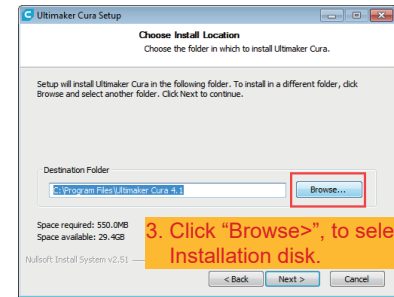 Ultimaker Cura Setup
Choose Install Location
Choose the folder in which to install Ultimaker Cura.
Setup will install Ultimaker Cura in the following folder. To install in a different folder, click
Browse and select another folder. Click Next to continue.
Destination Folder
C:\Program Files\Ultimaker Cura 4.1
Browse...
Space required: 550.0MB
Space available: 29.4GB
3. Click “Browse>”, to sele
Installation disk.
Nullsoft Install System v2.51
< Back
Next >
Cancel